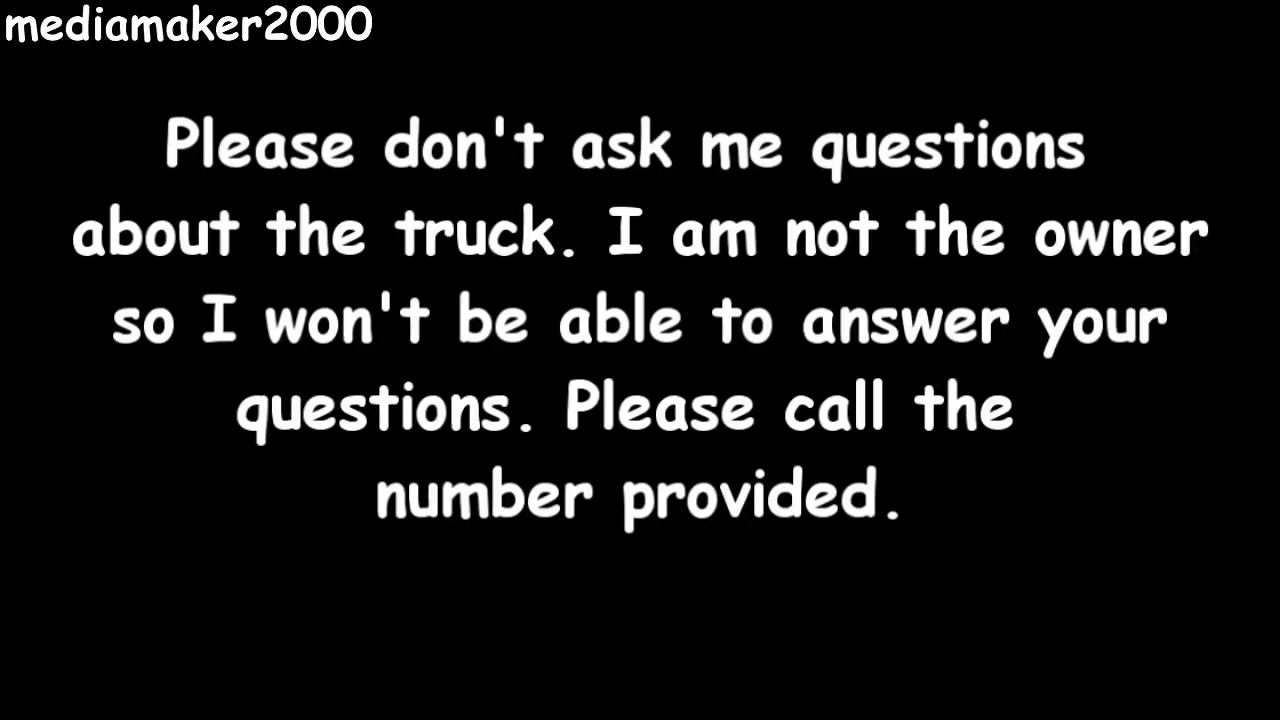 mediamaker2000
Please don't ask me questions
about the truck. I am not the owner
so I won't be able to answer your
questions. Please call the
number provided.